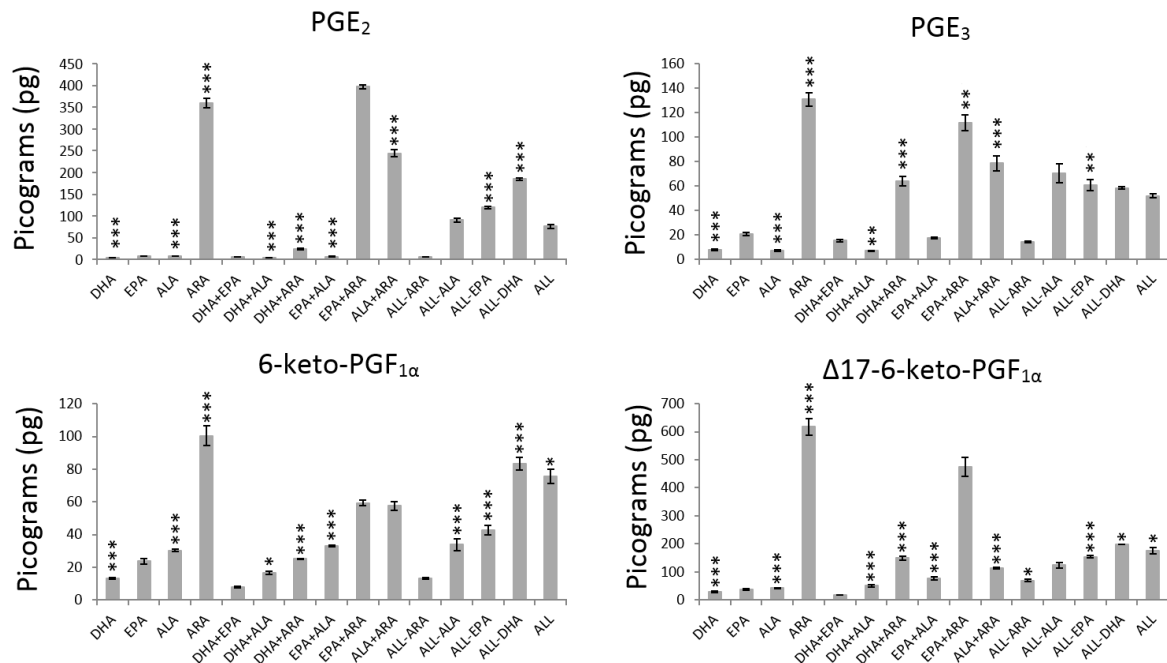 PGE₂
Picograms (pg)
450
400
350
300
250
200
150
100
50
0
***
***
***
***
***
***
***
***
***
DHA
EPA
ALA
ARA
DHA+EPA
DHA+ALA
DHA+ARA
EPA+ALA
EPA+ARA
ALA+ARA
ALL-ARA
ALL-ALA
ALL-EPA
ALL-DHA
ALL
PGE₃
Picograms (pg)
160
140
120
100
80
60
40
20
0
***
***
***
**
***
**
***
**
DHA
EPA
ALA
ARA
DHA+EPA
DHA+ALA
DHA+ARA
EPA+ALA
EPA+ARA
ALA+ARA
ALL-ARA
ALL-ALA
ALL-EPA
ALL-DHA
ALL
6-keto-PGF₁α
Picograms (pg)
120
100
80
60
40
20
0
***
***
***
*
***
***
***
***
***
*
DHA
EPA
ALA
ARA
DHA+EPA
DHA+ALA
DHA+ARA
EPA+ALA
EPA+ARA
ALA+ARA
ALL-ARA
ALL-ALA
ALL-EPA
ALL-DHA
ALL
Δ17-6-keto-PGF₁α
Picograms (pg)
700
600
500
400
300
200
100
0
***
***
***
***
***
***
***
*
***
*
*
DHA
EPA
ALA
ARA
DHA+EPA
DHA+ALA
DHA+ARA
EPA+ALA
EPA+ARA
ALA+ARA
ALL-ARA
ALL-ALA
ALL-EPA
ALL-DHA
ALL